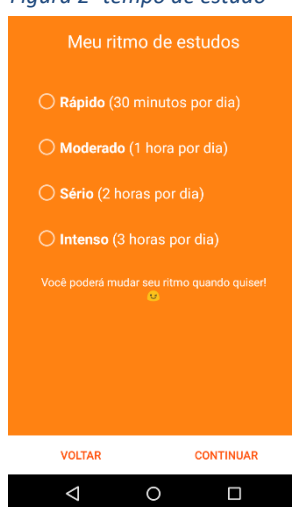 Figura 2- tempo de estudo
Meu ritmo de estudos
Rápido (30 minutos por dia)
Moderado (1 hora por dia)
Sério (2 horas por dia)
Intenso (3 horas por dia)
Você poderá mudar seu ritmo quando quiser!
😉
VOLTAR CONTINUAR